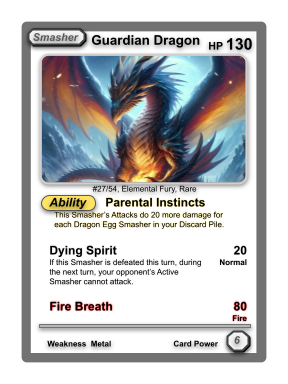 Smasher Guardian Dragon HP 130
#27/54, Elemental Fury, Rare
Ability Parental Instincts
This Smasher's Attacks do 20 more damage for
each Dragon Egg Smasher in your Discard Pile.
Dying Spirit 20
If this Smasher is defeated this turn, during Normal
the next turn, your opponent's Active
Smasher cannot attack.
Fire Breath 80
Fire
Weakness Metal Card Power 6